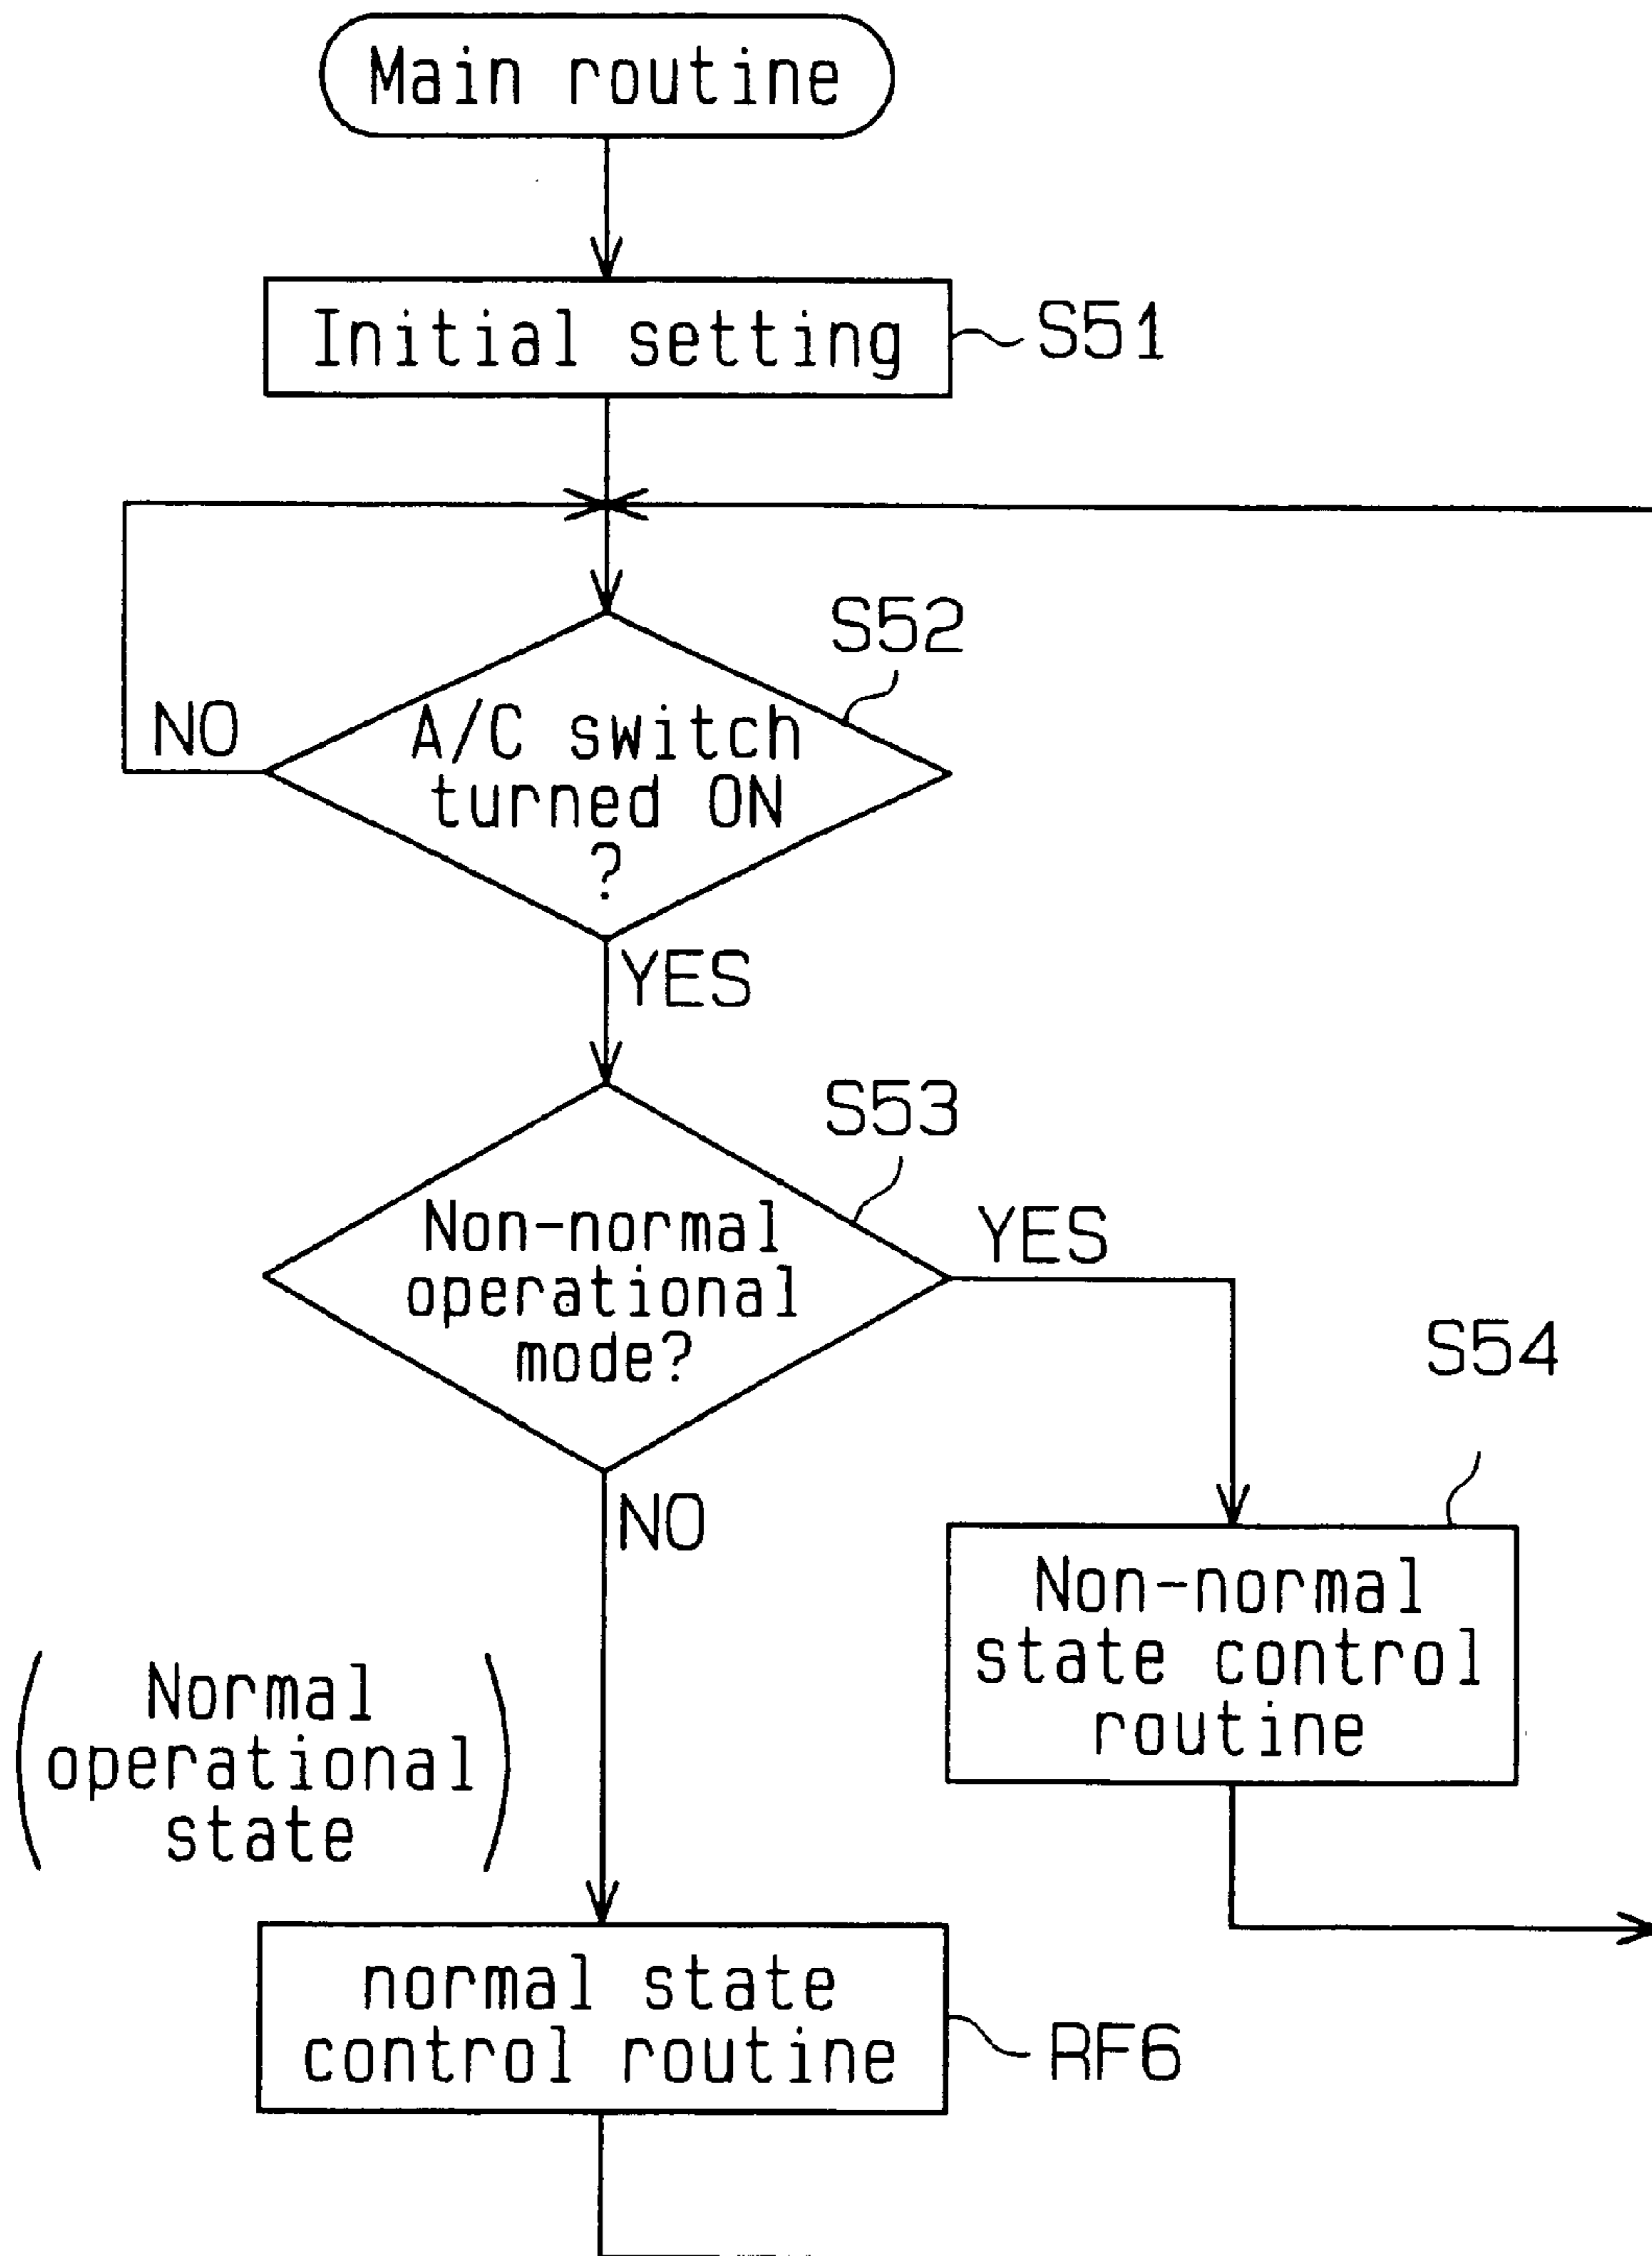 Main routine
Initial setting
S51
S52
NO
A/C switch
turned ON
?
YES
S53
Non-normal
operational
mode?
YES
S54
NO
Non-normal
state control
routine
Normal
operational
state
normal state
control routine
RF6